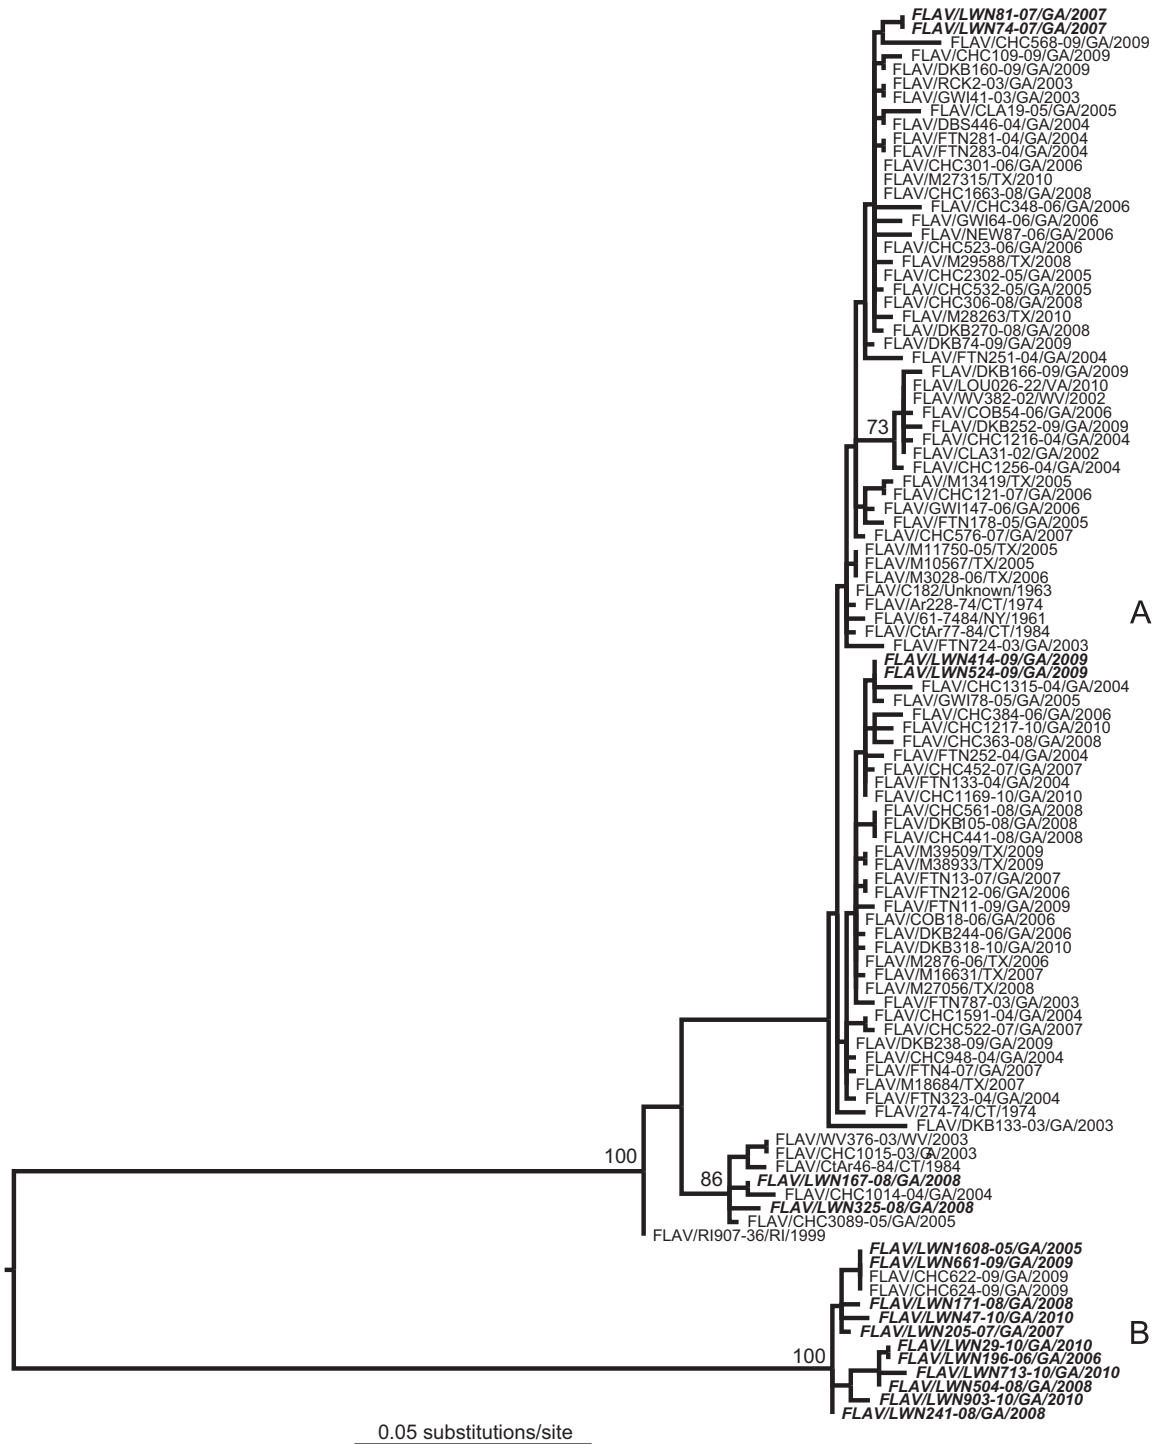 FLAV/LWN81-07/GA/2007
FLAV/LWN74-07/GA/2007
FLAV/CHC568-09/GA/2009
FLAV/CHC109-09/GA/2009
FLAV/DKB160-09/GA/2009
FLAV/RCK2-03/GA/2003
FLAV/GWI41-03/GA/2003
FLAV/CLA19-05/GA/2005
FLAV/DBS446-04/GA/2004
FLAV/FTN281-04/GA/2004
FLAV/FTN283-04/GA/2004
FLAV/CHC301-06/GA/2006
FLAV/M27315/TX/2010
FLAV/CHC1663-08/GA/2008
FLAV/CHC348-06/GA/2006
FLAV/GWI64-06/GA/2006
FLAV/NEW87-06/GA/2006
FLAV/CHC523-06/GA/2006
FLAV/M29588/TX/2008
FLAV/CHC2302-05/GA/2005
FLAV/CHC532-05/GA/2005
FLAV/CHC306-08/GA/2008
FLAV/M28263/TX/2010
FLAV/DKB270-08/GA/2008
FLAV/DKB74-09/GA/2009
FLAV/FTN251-04/GA/2004
FLAV/DKB166-09/GA/2009
FLAV/LOU026-22/VA/2010
FLAV/WV382-02/WV/2002
FLAV/COB54-06/GA/2006
73
FLAV/DKB252-09/GA/2009
FLAV/CHC1216-04/GA/2004
FLAV/CLA31-02/GA/2002
FLAV/CHC1256-04/GA/2004
FLAV/M13419/TX/2005
FLAV/CHC121-07/GA/2006
FLAV/GWI147-06/GA/2006
FLAV/FTN178-05/GA/2005
FLAV/CHC576-07/GA/2007
FLAV/M11750-05/TX/2005
FLAV/M10567/TX/2005
FLAV/M3028-06/TX/2006
FLAV/C182/Unknown/1963
FLAV/Ar228-74/CT/1974
A
FLAV/61-7484/NY/1961
FLAV/CtAr77-84/CT/1984
FLAV/FTN724-03/GA/2003
FLAV/LWN414-09/GA/2009
FLAV/LWN524-09/GA/2009
FLAV/CHC1315-04/GA/2004
FLAV/GWI78-05/GA/2005
FLAV/CHC384-06/GA/2006
FLAV/CHC1217-10/GA/2010
FLAV/CHC363-08/GA/2008
FLAV/FTN252-04/GA/2004
FLAV/CHC452-07/GA/2007
FLAV/FTN133-04/GA/2004
FLAV/CHC1169-10/GA/2010
FLAV/CHC561-08/GA/2008
FLAV/DKB105-08/GA/2008
FLAV/CHC441-08/GA/2008
FLAV/M39509/TX/2009
FLAV/M38933/TX/2009
FLAV/FTN13-07/GA/2007
FLAV/FTN212-06/GA/2006
FLAV/FTN11-09/GA/2009
FLAV/COB18-06/GA/2006
FLAV/DKB244-06/GA/2006
FLAV/DKB318-10/GA/2010
FLAV/M2876-06/TX/2006
FLAV/M16631/TX/2007
FLAV/M27056/TX/2008
FLAV/FTN787-03/GA/2003
FLAV/CHC1591-04/GA/2004
FLAV/CHC522-07/GA/2007
FLAV/DKB238-09/GA/2009
FLAV/CHC948-04/GA/2004
FLAV/FTN4-07/GA/2007
FLAV/M18684/TX/2007
FLAV/FTN323-04/GA/2004
FLAV/274-74/CT/1974
FLAV/DKB133-03/GA/2003
FLAV/WV376-03/WV/2003
FLAV/CHC1015-03/GA/2003
100
FLAV/CtAr46-84/CT/1984
86
FLAV/LWN167-08/GA/2008
FLAV/CHC1014-04/GA/2004
FLAV/LWN325-08/GA/2008
FLAV/CHC3089-05/GA/2005
FLAV/RI907-36/RI/1999
FLAV/LWN1608-05/GA/2005
FLAV/LWN661-09/GA/2009
FLAV/CHC622-09/GA/2009
FLAV/CHC624-09/GA/2009
FLAV/LWN171-08/GA/2008
FLAV/LWN47-10/GA/2010
FLAV/LWN205-07/GA/2007
B
FLAV/LWN29-10/GA/2010
100
FLAV/LWN196-06/GA/2006
FLAV/LWN713-10/GA/2010
FLAV/LWN504-08/GA/2008
FLAV/LWN903-10/GA/2010
FLAV/LWN241-08/GA/2008
0.05 substitutions/site